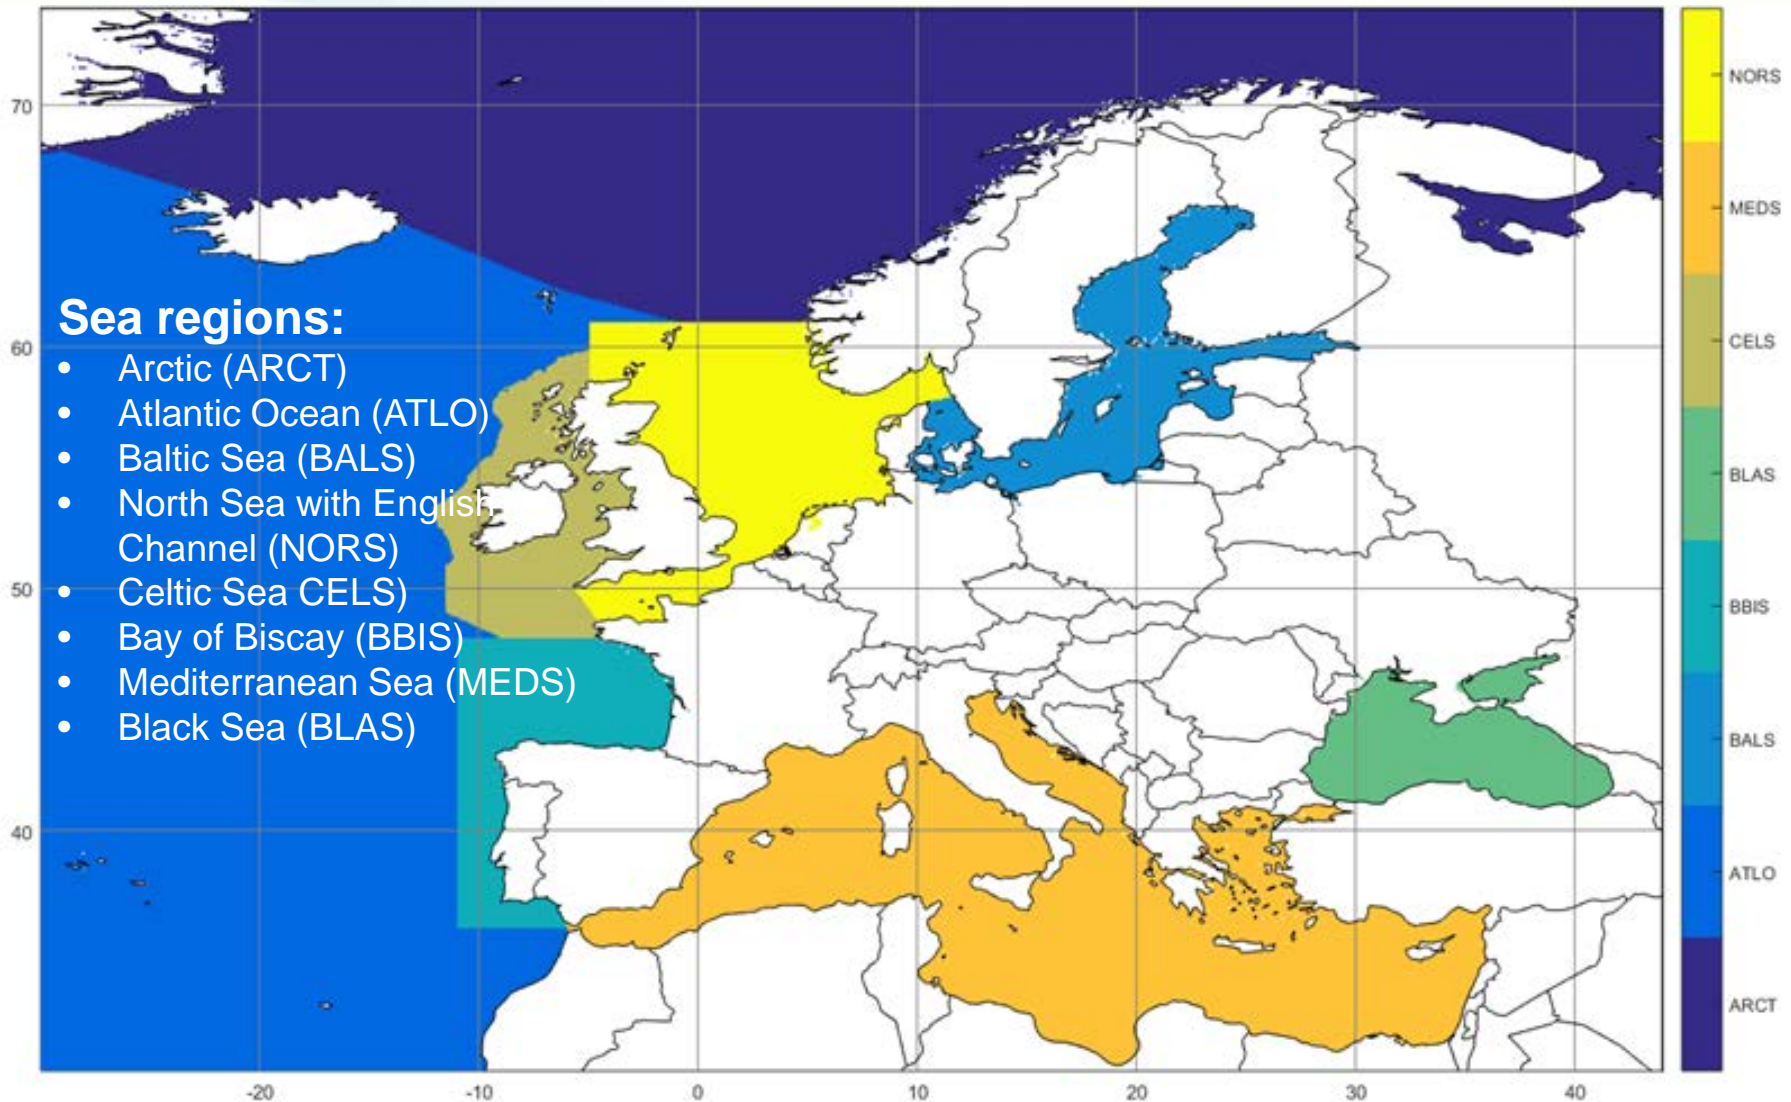 Sea regions:
• Arctic (ARCT)
• Atlantic Ocean (ATLO)
• Baltic Sea (BALS)
• North Sea with English
Channel (NORS)
• Celtic Sea CELS)
• Bay of Biscay (BBIS)
• Mediterranean Sea (MEDS)
• Black Sea (BLAS)
70
60
50
40
-20
-10
0
10
20
30
40
NORS
MEDS
CELS
BLAS
BBIS
BALS
ATLO
ARCT